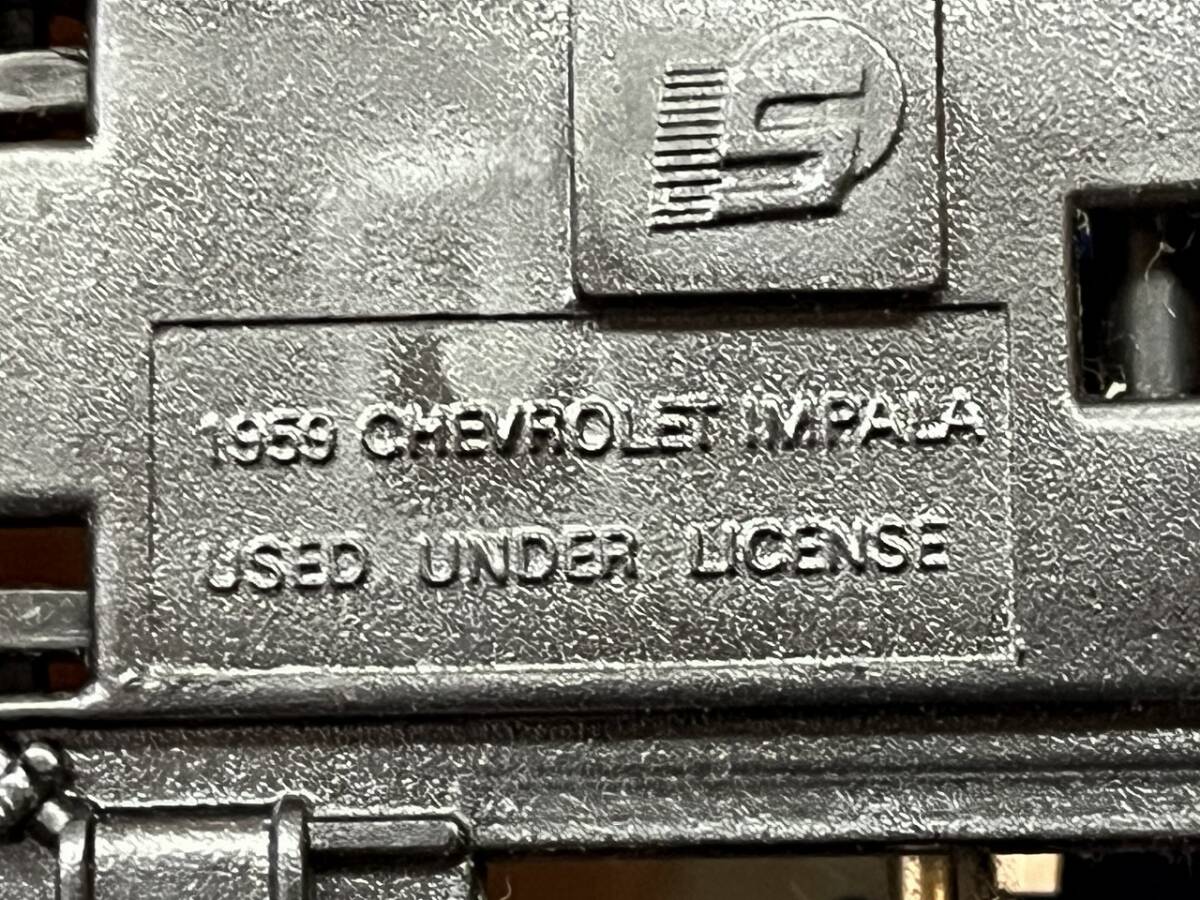 1959 CHEVROLET IMPALA
USED UNDER LICENSE